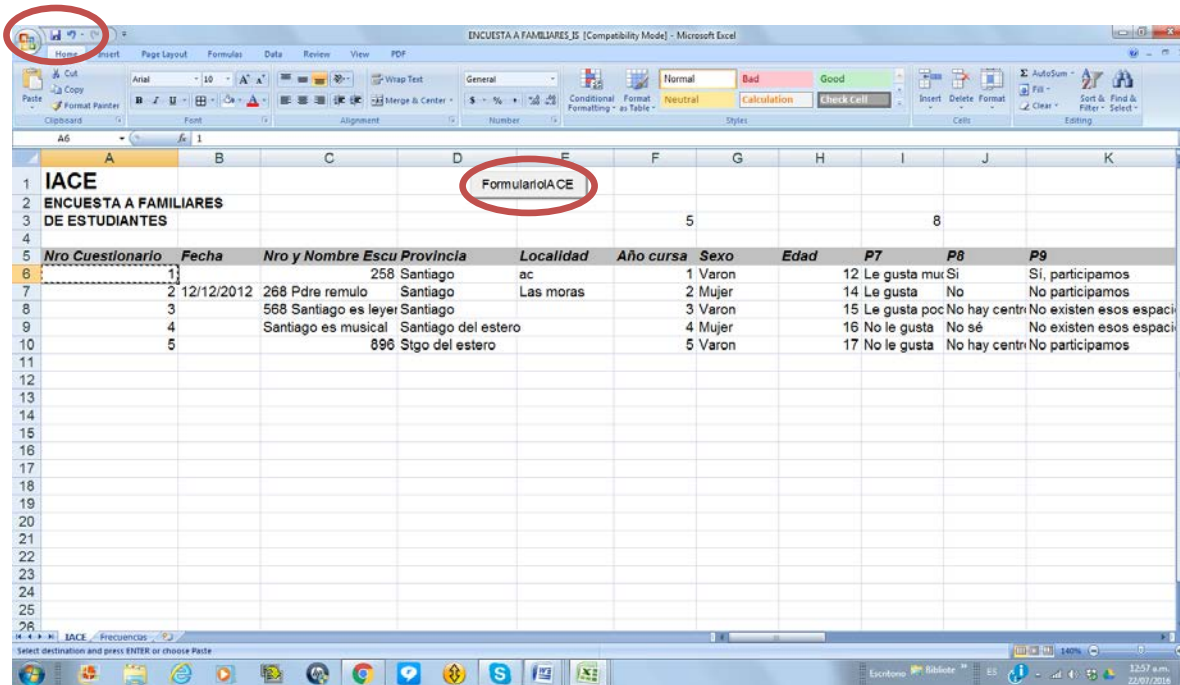 ENCUESTA A FAMILIARES_JS [Compatibility Mode] - Microsoft Excel
Home Insert Page Layout Formulas Data Review View PDF
Cut Arial 10 Wrap Text General Normal Bad Good AutoSum
Copy Fill
Paste Format Painter Merge & Center Conditional Formatting Format as Table Neutral Calculation Check Cell Insert Delete Format Clear Sort & Filter Find & Select
Clipboard Font Alignment Number Styles Cells Editing
A6 fx 1
A B C D E F G H I J K
1 IACE FormularioIACE
2 ENCUESTA A FAMILIARES
3 DE ESTUDIANTES 5 8
4
5 Nro Cuestionario Fecha Nro y Nombre Escu Provincia Localidad Año cursa Sexo Edad P7 P8 P9
6 1 258 Santiago ac 1 Varon 12 Le gusta muc Si Sí, participamos
7 2 12/12/2012 268 Pdre remulo Santiago Las moras 2 Mujer 14 Le gusta No No participamos
8 3 568 Santiago es leyer Santiago 3 Varon 15 Le gusta poc No hay centro No existen esos espaci
9 4 Santiago es musical Santiago del estero 4 Mujer 16 No le gusta No sé No existen esos espaci
10 5 896 Stgo del estero 5 Varon 17 No le gusta No hay centro No participamos
11
12
13
14
15
16
17
18
19
20
21
22
23
24
25
26
IACE Frecuencias
Select destination and press ENTER or choose Paste 140%
Escritorio Bibliote ES 12:57 a.m.
22/07/2016